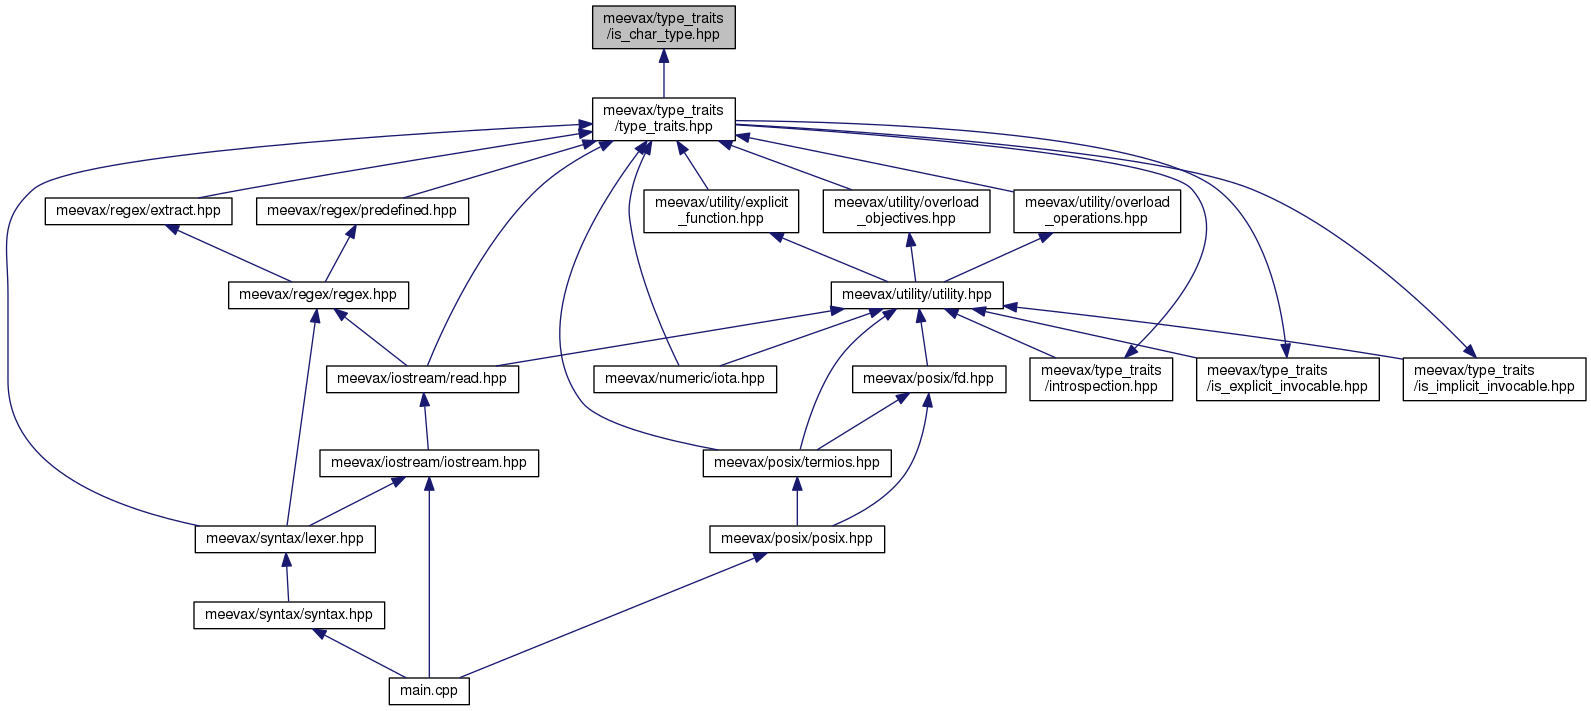 meevax/type_traits
/is_char_type.hpp
meevax/type_traits
/type_traits.hpp
meevax/regex/extract.hpp
meevax/regex/predefined.hpp
meevax/utility/explicit
_function.hpp
meevax/utility/overload
_objectives.hpp
meevax/utility/overload
_operations.hpp
meevax/regex/regex.hpp
meevax/utility/utility.hpp
meevax/iostream/read.hpp
meevax/numeric/iota.hpp
meevax/posix/fd.hpp
meevax/type_traits
/introspection.hpp
meevax/type_traits
/is_explicit_invocable.hpp
meevax/type_traits
/is_implicit_invocable.hpp
meevax/iostream/iostream.hpp
meevax/posix/termios.hpp
meevax/syntax/lexer.hpp
meevax/posix/posix.hpp
meevax/syntax/syntax.hpp
main.cpp